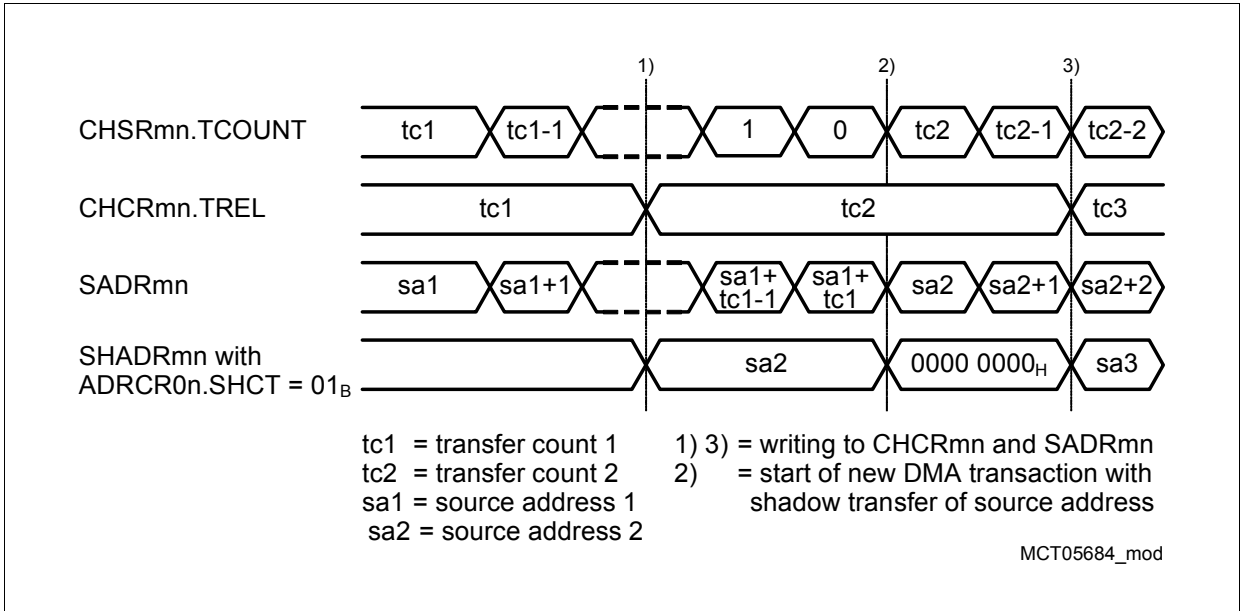 1) 2) 3)
CHSRmn.TCOUNT tc1 tc1-1 1 0 tc2 tc2-1 tc2-2
CHCRmn.TREL tc1 tc2 tc3
SADRmn sa1 sa1+1 sa1+ tc1-1 sa1+ tc1 sa2 sa2+1 sa2+2
SHADRmn with
ADRCR0n.SHCT = 01B sa2 0000 0000H sa3
tc1 = transfer count 1
tc2 = transfer count 2
sa1 = source address 1
sa2 = source address 2
1) 3) = writing to CHCRmn and SADRmn
2) = start of new DMA transaction with
shadow transfer of source address
MCT05684_mod